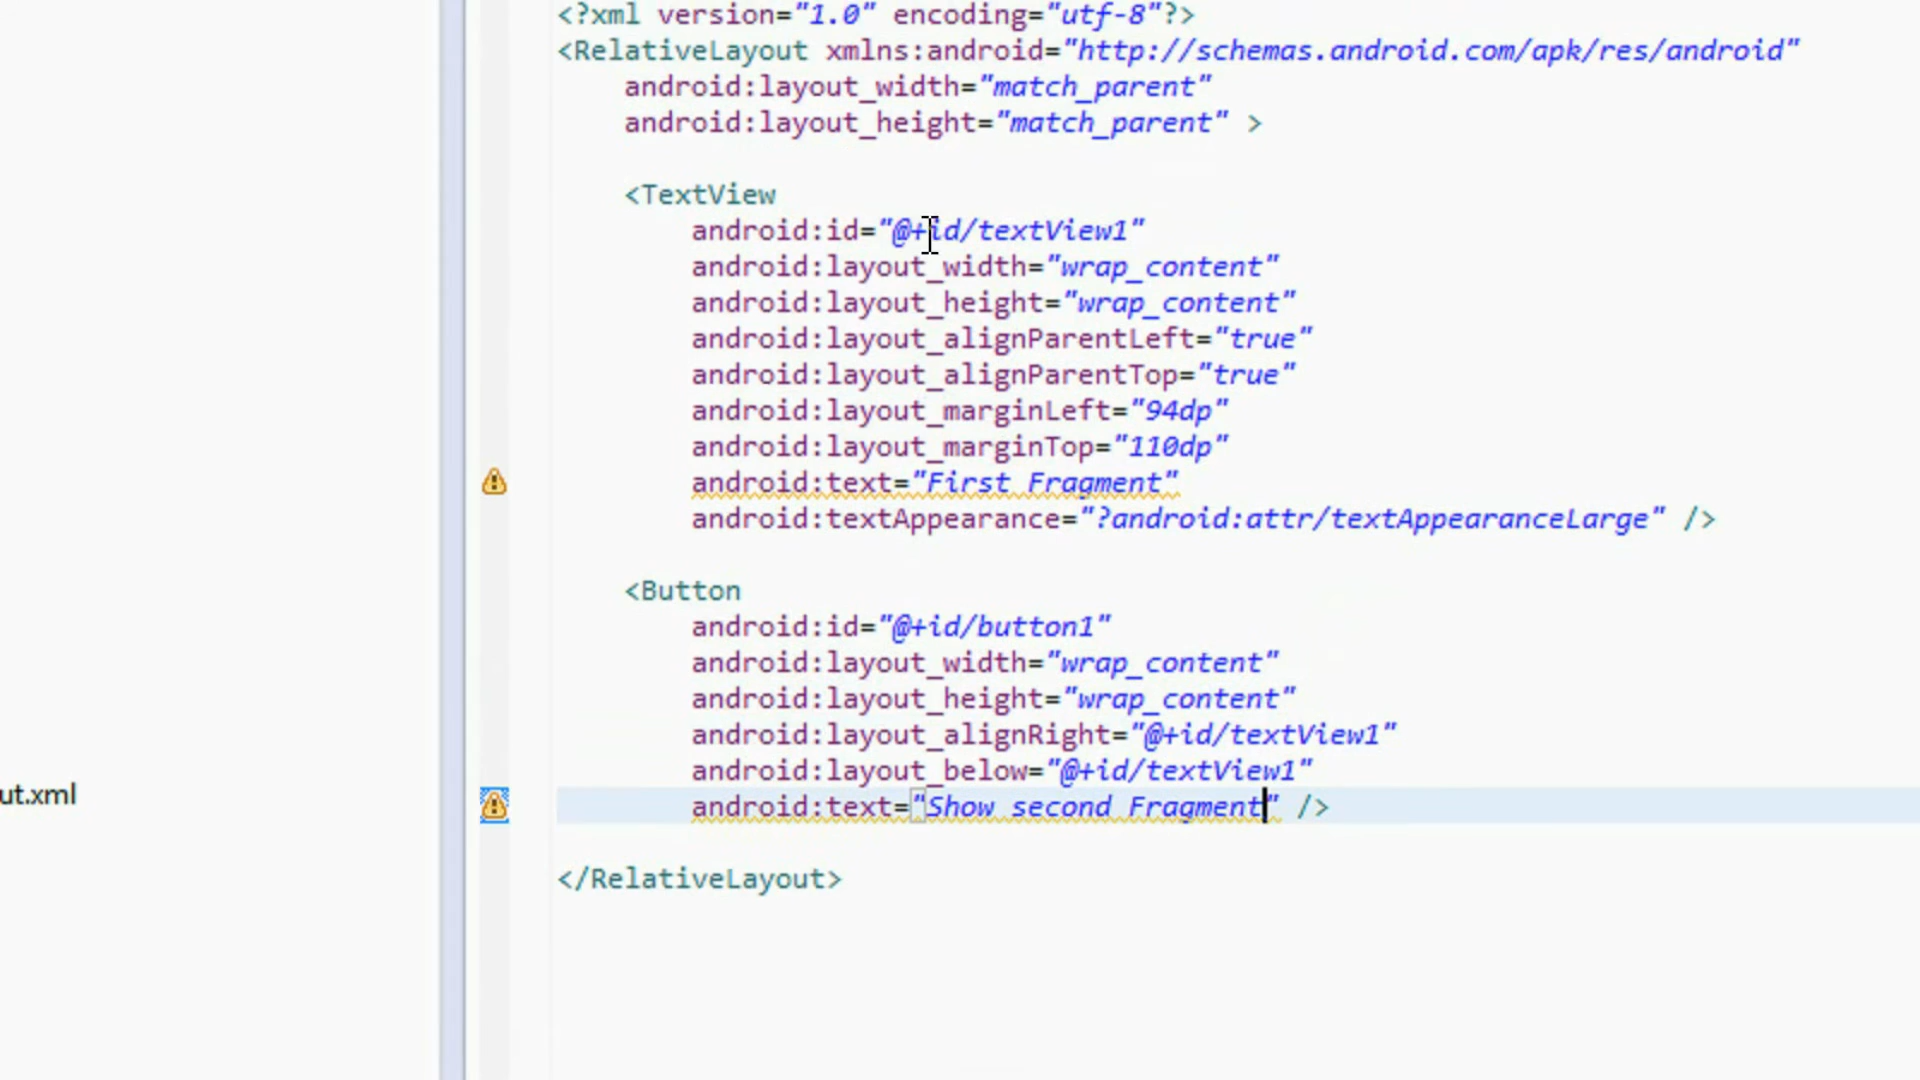 <?xml version="1.0" encoding="utf-8"?>
<RelativeLayout xmlns:android="http://schemas.android.com/apk/res/android"
    android:layout_width="match_parent"
    android:layout_height="match_parent" >
    <TextView
        android:id="@+id/textView1"
        android:layout_width="wrap_content"
        android:layout_height="wrap_content"
        android:layout_alignParentLeft="true"
        android:layout_alignParentTop="true"
        android:layout_marginLeft="94dp"
        android:layout_marginTop="110dp"
        android:text="First Fragment"
        android:textAppearance="?android:attr/textAppearanceLarge" />
    <Button
        android:id="@+id/button1"
        android:layout_width="wrap_content"
        android:layout_height="wrap_content"
        android:layout_alignRight="@+id/textView1"
        android:layout_below="@+id/textView1"
ut.xml
        android:text="Show second Fragment" />
</RelativeLayout>